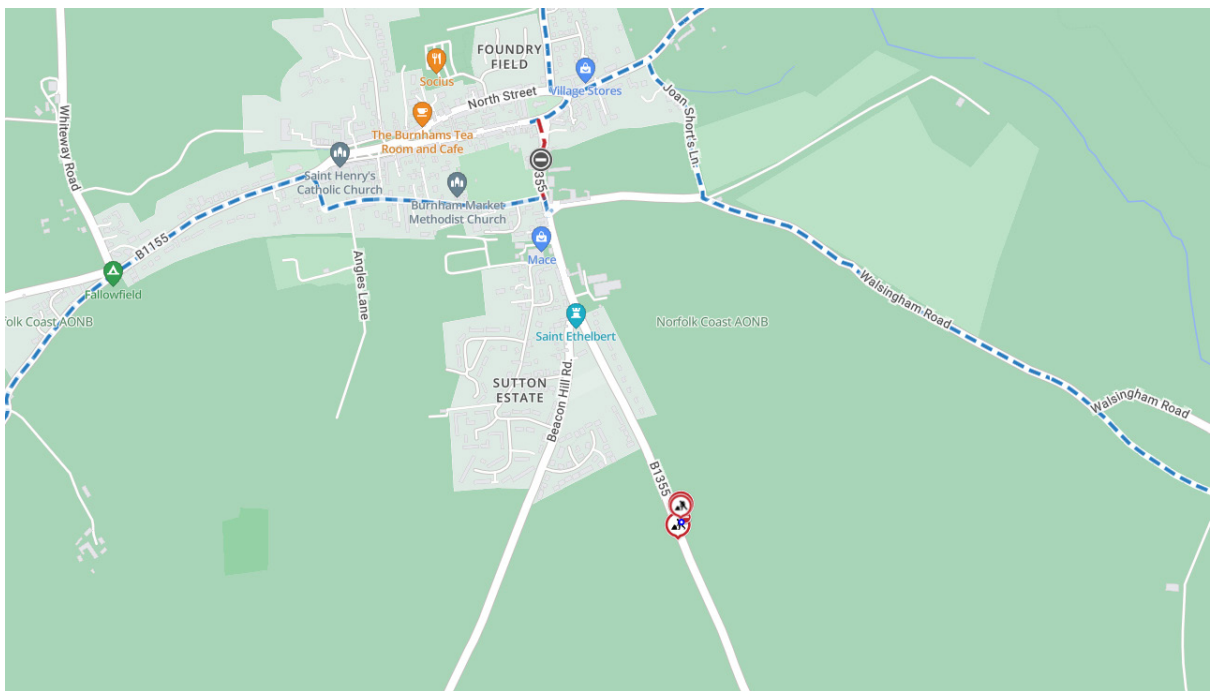 FOUNDRY
FIELD
Socius
Village Stores
North Street
Joan Short's Ln.
Whiteway Road
The Burnhams Tea
Room and Cafe
Saint Henry's
Catholic Church
Burnham Market
Methodist Church
B1155
Angles Lane
Mace
Fallowfield
Walsingham Road
folk Coast AONB
Norfolk Coast AONB
Saint Ethelbert
SUTTON
ESTATE
Beacon Hill Rd.
Walsingham Road
B1355